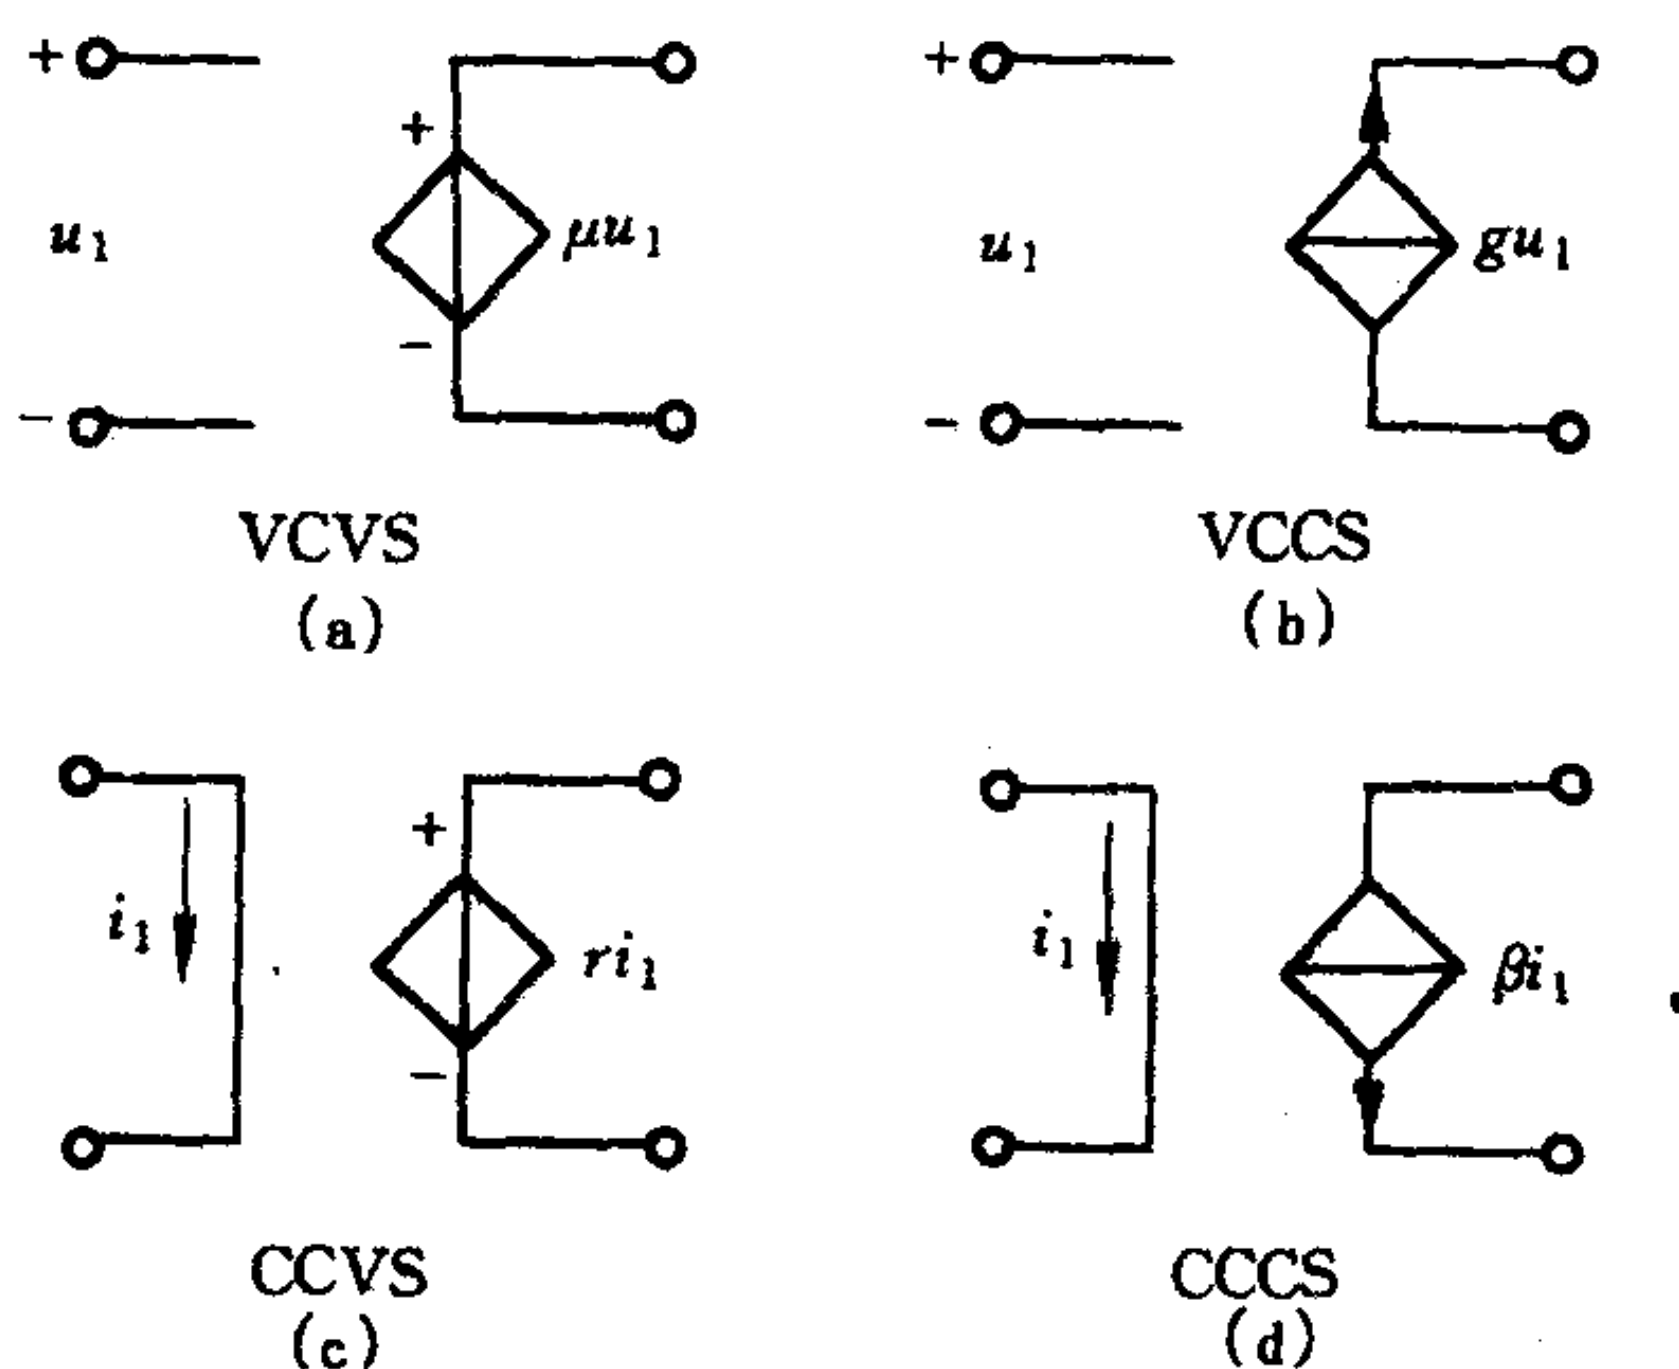 +
+
u₁
μu₁
−
−
VCVS
(a)
+
u₁
gu₁
−
VCCS
(b)
+
i₁
ri₁
−
CCVS
(c)
i₁
βi₁
CCCS
(d)